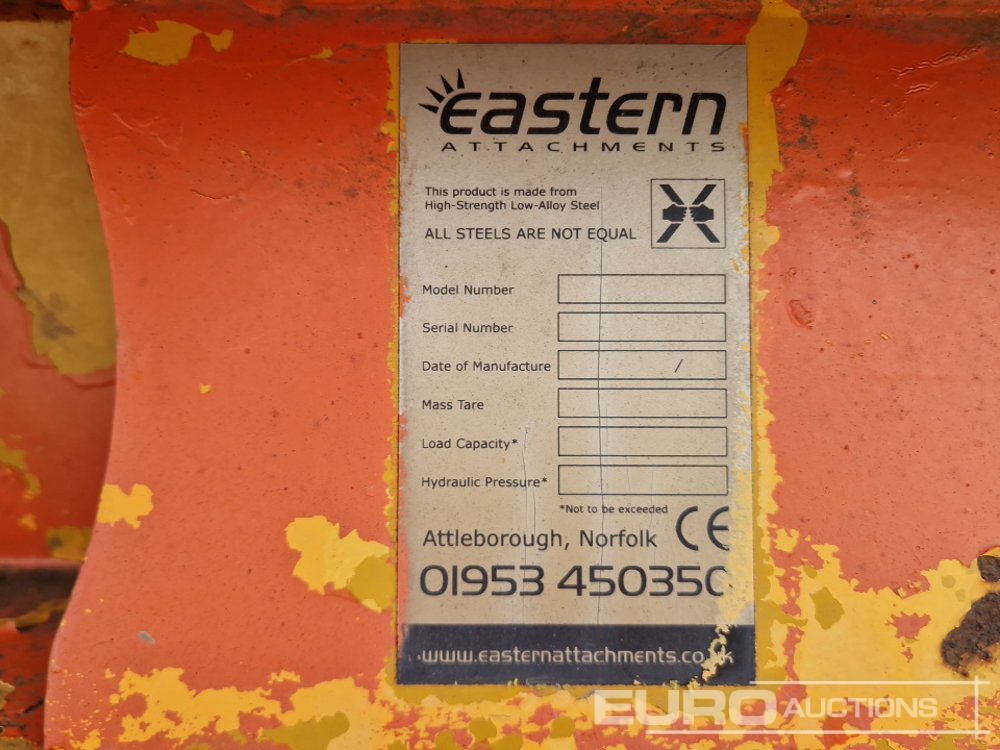 eastern
ATTACHMENTS
This product is made from
High-Strength Low-Alloy Steel
ALL STEELS ARE NOT EQUAL
Model Number
Serial Number
Date of Manufacture /
Mass Tare
Load Capacity*
Hydraulic Pressure*
*Not to be exceeded
CE
Attleborough, Norfolk
01953 450350
www.easternattachments.co.uk
EURO AUCTIONS